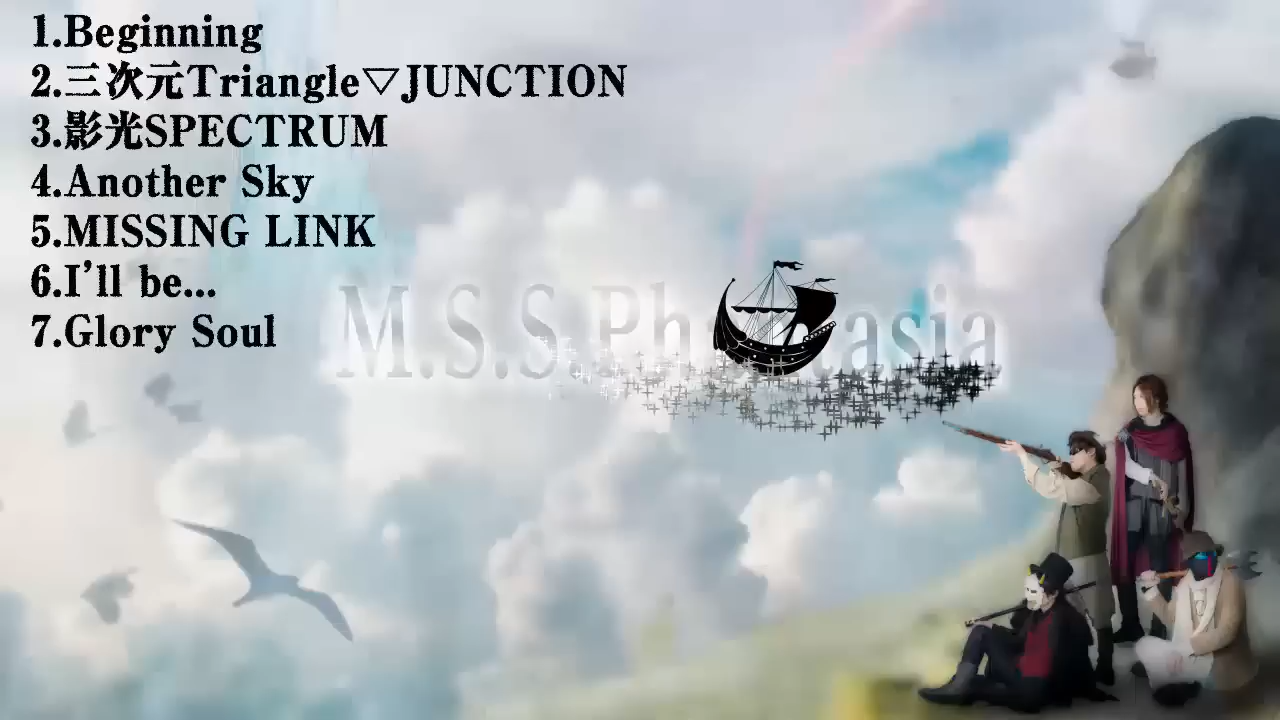 1.Beginning
2.三次元Triangle▽JUNCTION
3.影光SPECTRUM
4.Another Sky
5.MISSING LINK
6.I'll be...
7.Glory Soul
M.S.S.Phantasia